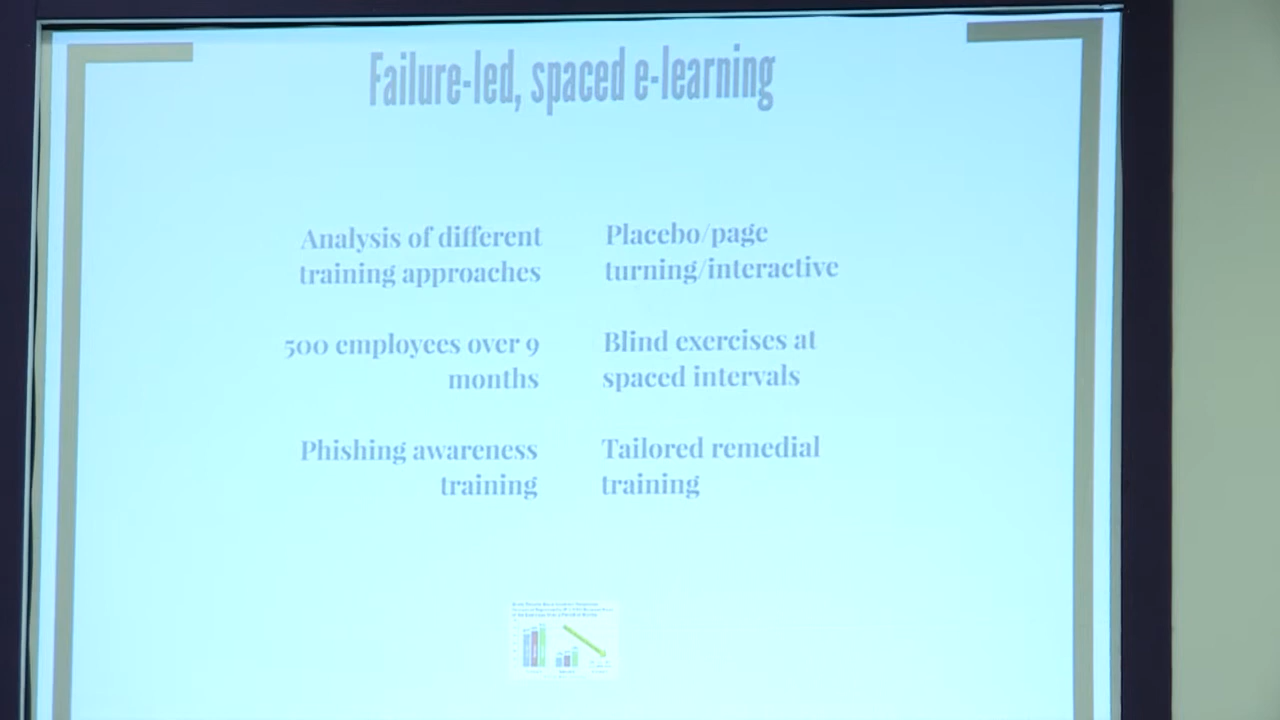 Failure-led, spaced e-learning
Analysis of different
training approaches
Placebo/page
turning/interactive
500 employees over 9
months
Blind exercises at
spaced intervals
Phishing awareness
training
Tailored remedial
training